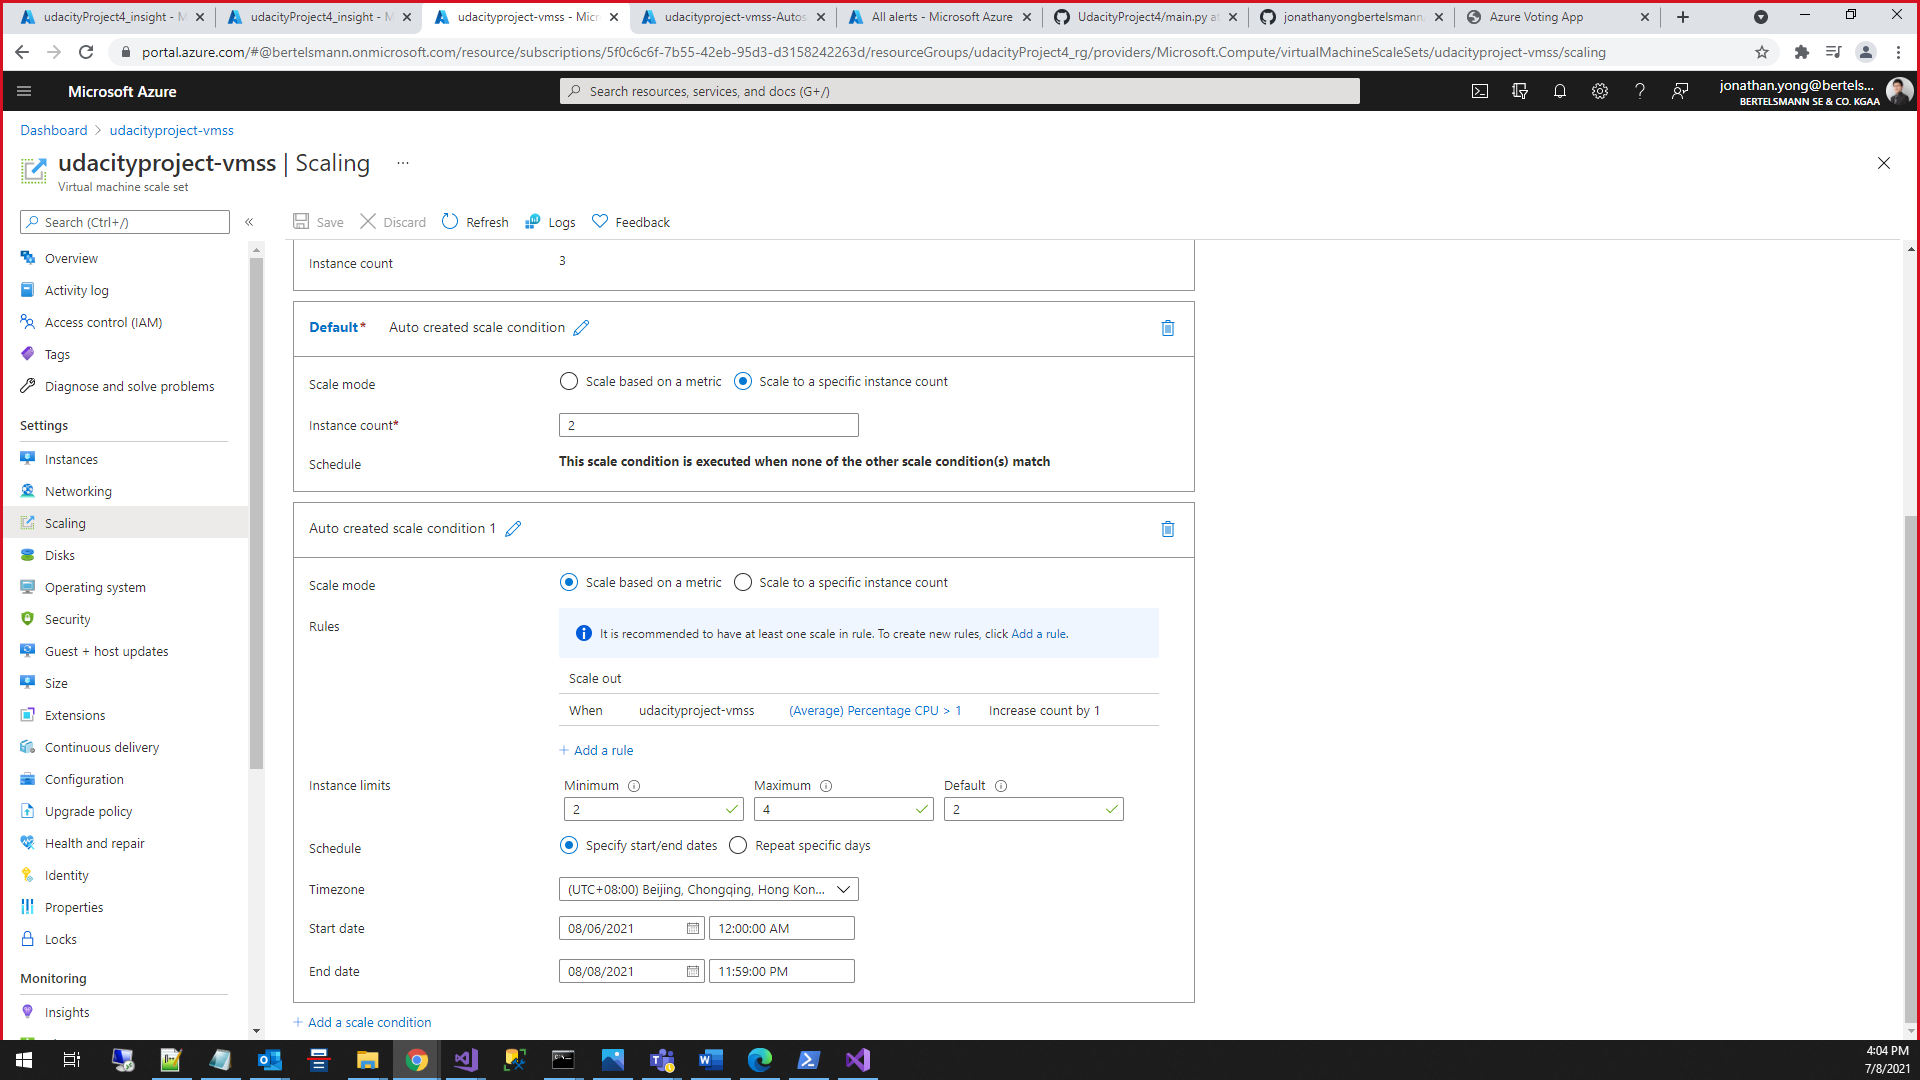 udacityProject4_insight - M
udacityProject4_insight - M
udacityproject-vmss - Micr
udacityproject-vmss-Autos
All alerts - Microsoft Azure
UdacityProject4/main.py at
jonathanyongbertelsmann,
Azure Voting App
portal.azure.com/#@bertelsmann.onmicrosoft.com/resource/subscriptions/5f0c6c6f-7b55-42eb-95d3-d3158242263d/resourceGroups/udacityProject4_rg/providers/Microsoft.Compute/virtualMachineScaleSets/udacityproject-vmss/scaling
Microsoft Azure
Search resources, services, and docs (G+/)
jonathan.yong@bertels...
BERTELSMANN SE & CO. KGAA
Dashboard > udacityproject-vmss
udacityproject-vmss | Scaling ...
Virtual machine scale set
Search (Ctrl+/)
Save
Discard
Refresh
Logs
Feedback
Overview
Activity log
Access control (IAM)
Tags
Diagnose and solve problems
Settings
Instances
Networking
Scaling
Disks
Operating system
Security
Guest + host updates
Size
Extensions
Continuous delivery
Configuration
Upgrade policy
Health and repair
Identity
Properties
Locks
Monitoring
Insights
Instance count 3
Default* Auto created scale condition
Scale mode Scale based on a metric Scale to a specific instance count
Instance count* 2
Schedule This scale condition is executed when none of the other scale condition(s) match
Auto created scale condition 1
Scale mode Scale based on a metric Scale to a specific instance count
Rules It is recommended to have at least one scale in rule. To create new rules, click Add a rule.
Scale out
When udacityproject-vmss (Average) Percentage CPU > 1 Increase count by 1
+ Add a rule
Instance limits Minimum Maximum Default
2 4 2
Schedule Specify start/end dates Repeat specific days
Timezone (UTC+08:00) Beijing, Chongqing, Hong Kon...
Start date 08/06/2021 12:00:00 AM
End date 08/08/2021 11:59:00 PM
+ Add a scale condition
4:04 PM
7/8/2021